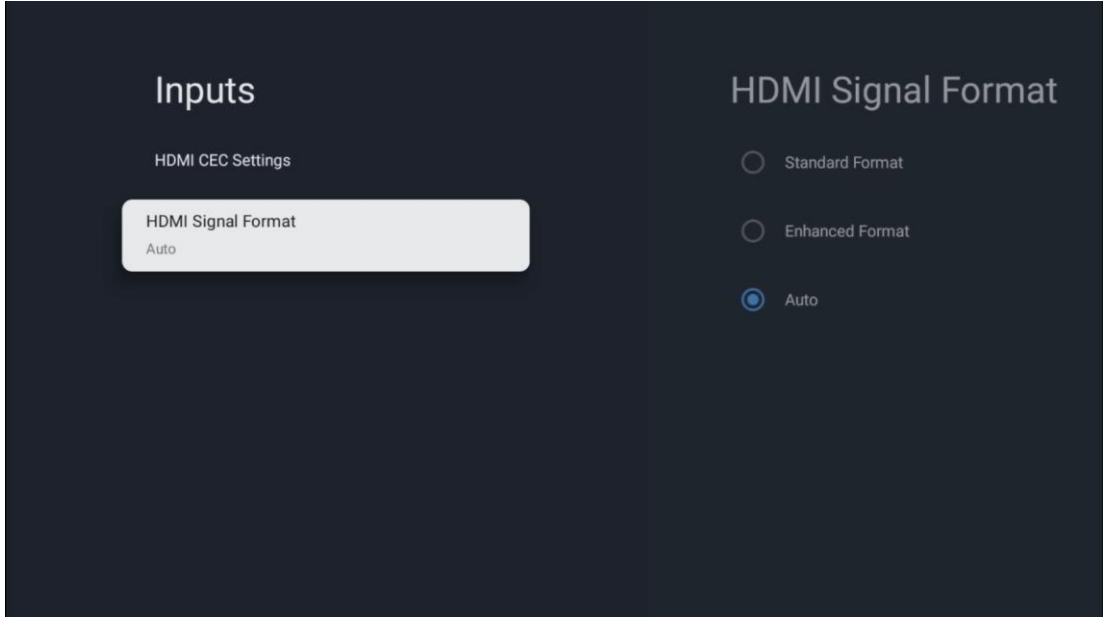 Inputs
HDMI CEC Settings
HDMI Signal Format
Auto
HDMI Signal Format
Standard Format
Enhanced Format
Auto